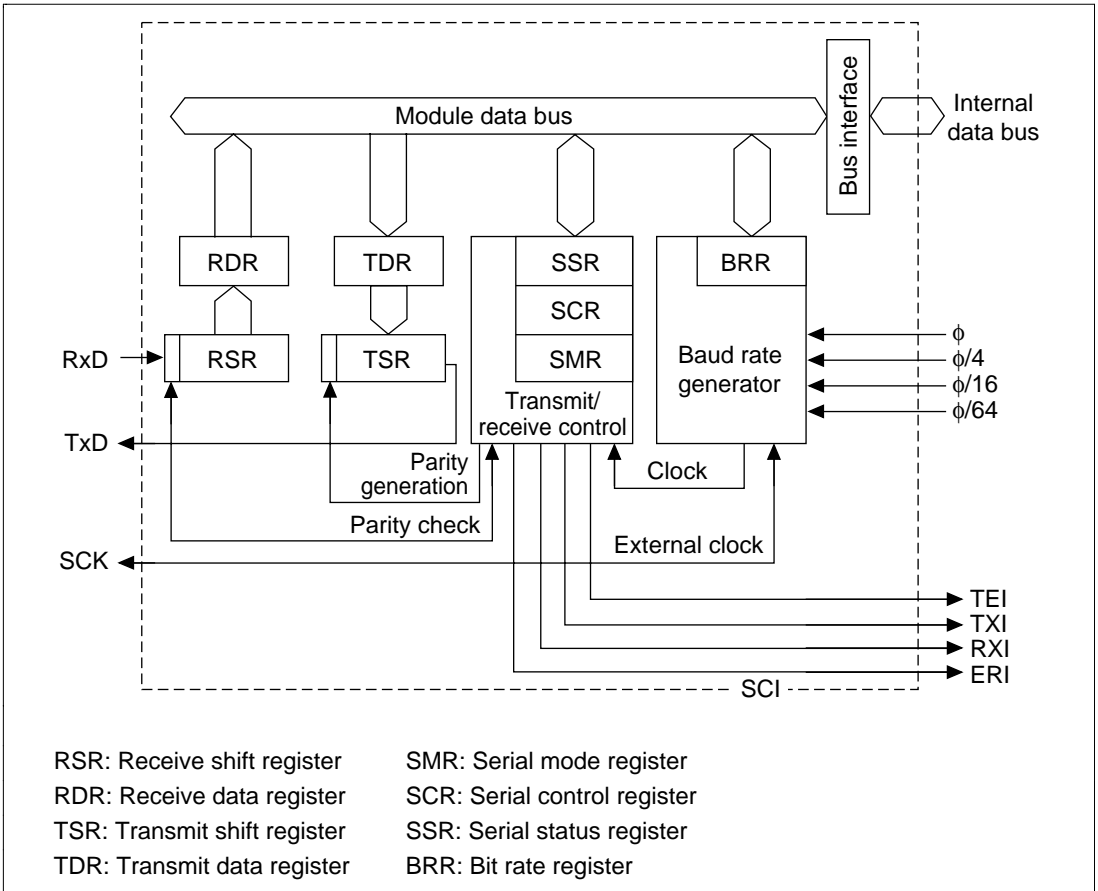 Module data bus
Bus interface
Internal
data bus
RDR
TDR
SSR
BRR
SCR
RxD
RSR
TSR
SMR
Baud rate
generator
ϕ
ϕ/4
ϕ/16
ϕ/64
Transmit/
receive control
TxD
Parity
generation
Clock
Parity check
SCK
External clock
TEI
TXI
RXI
ERI
SCI
RSR: Receive shift register
RDR: Receive data register
TSR: Transmit shift register
TDR: Transmit data register
SMR: Serial mode register
SCR: Serial control register
SSR: Serial status register
BRR: Bit rate register